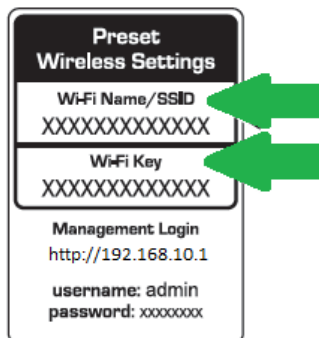 Preset
Wireless Settings
Wi-Fi Name/SSID
XXXXXXXXXXXXX
Wi-Fi Key
XXXXXXXXXXXXX
Management Login
http://192.168.10.1
username: admin
password: xxxxxxxx